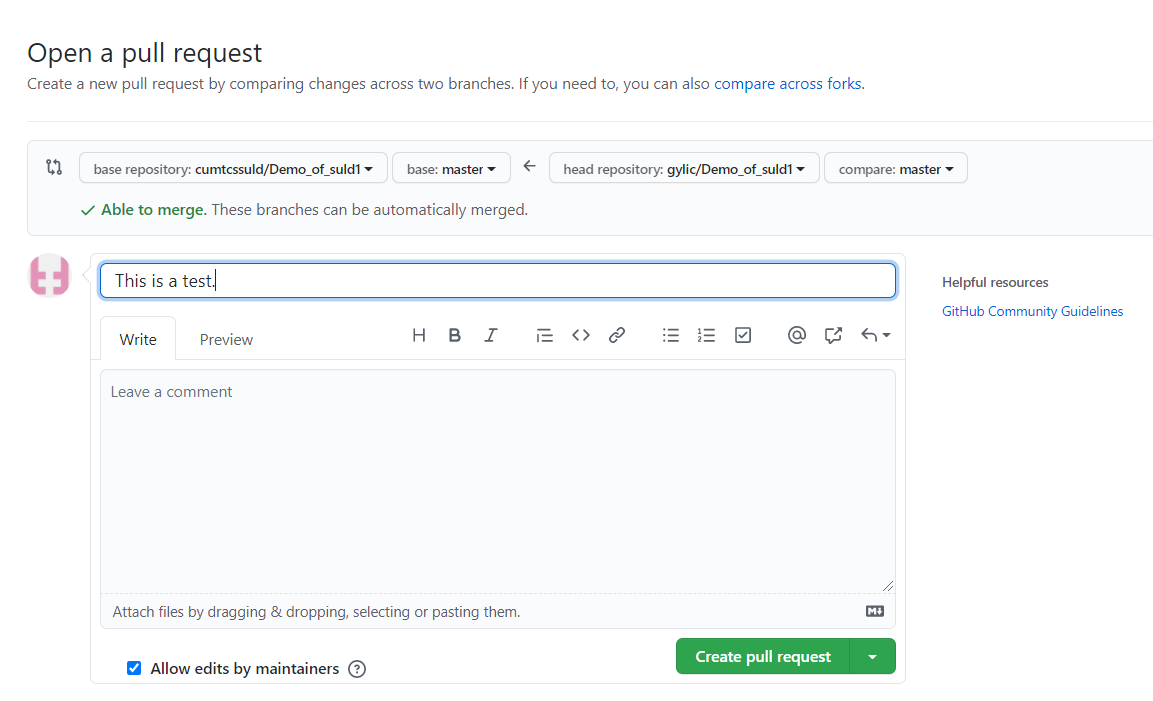 Open a pull request
Create a new pull request by comparing changes across two branches. If you need to, you can also compare across forks.
base repository: cumtcssuld/Demo_of_suld1 base: master head repository: gylic/Demo_of_suld1 compare: master
Able to merge. These branches can be automatically merged.
This is a test.
Helpful resources
GitHub Community Guidelines
Write Preview
Leave a comment
Attach files by dragging & dropping, selecting or pasting them.
Allow edits by maintainers
Create pull request